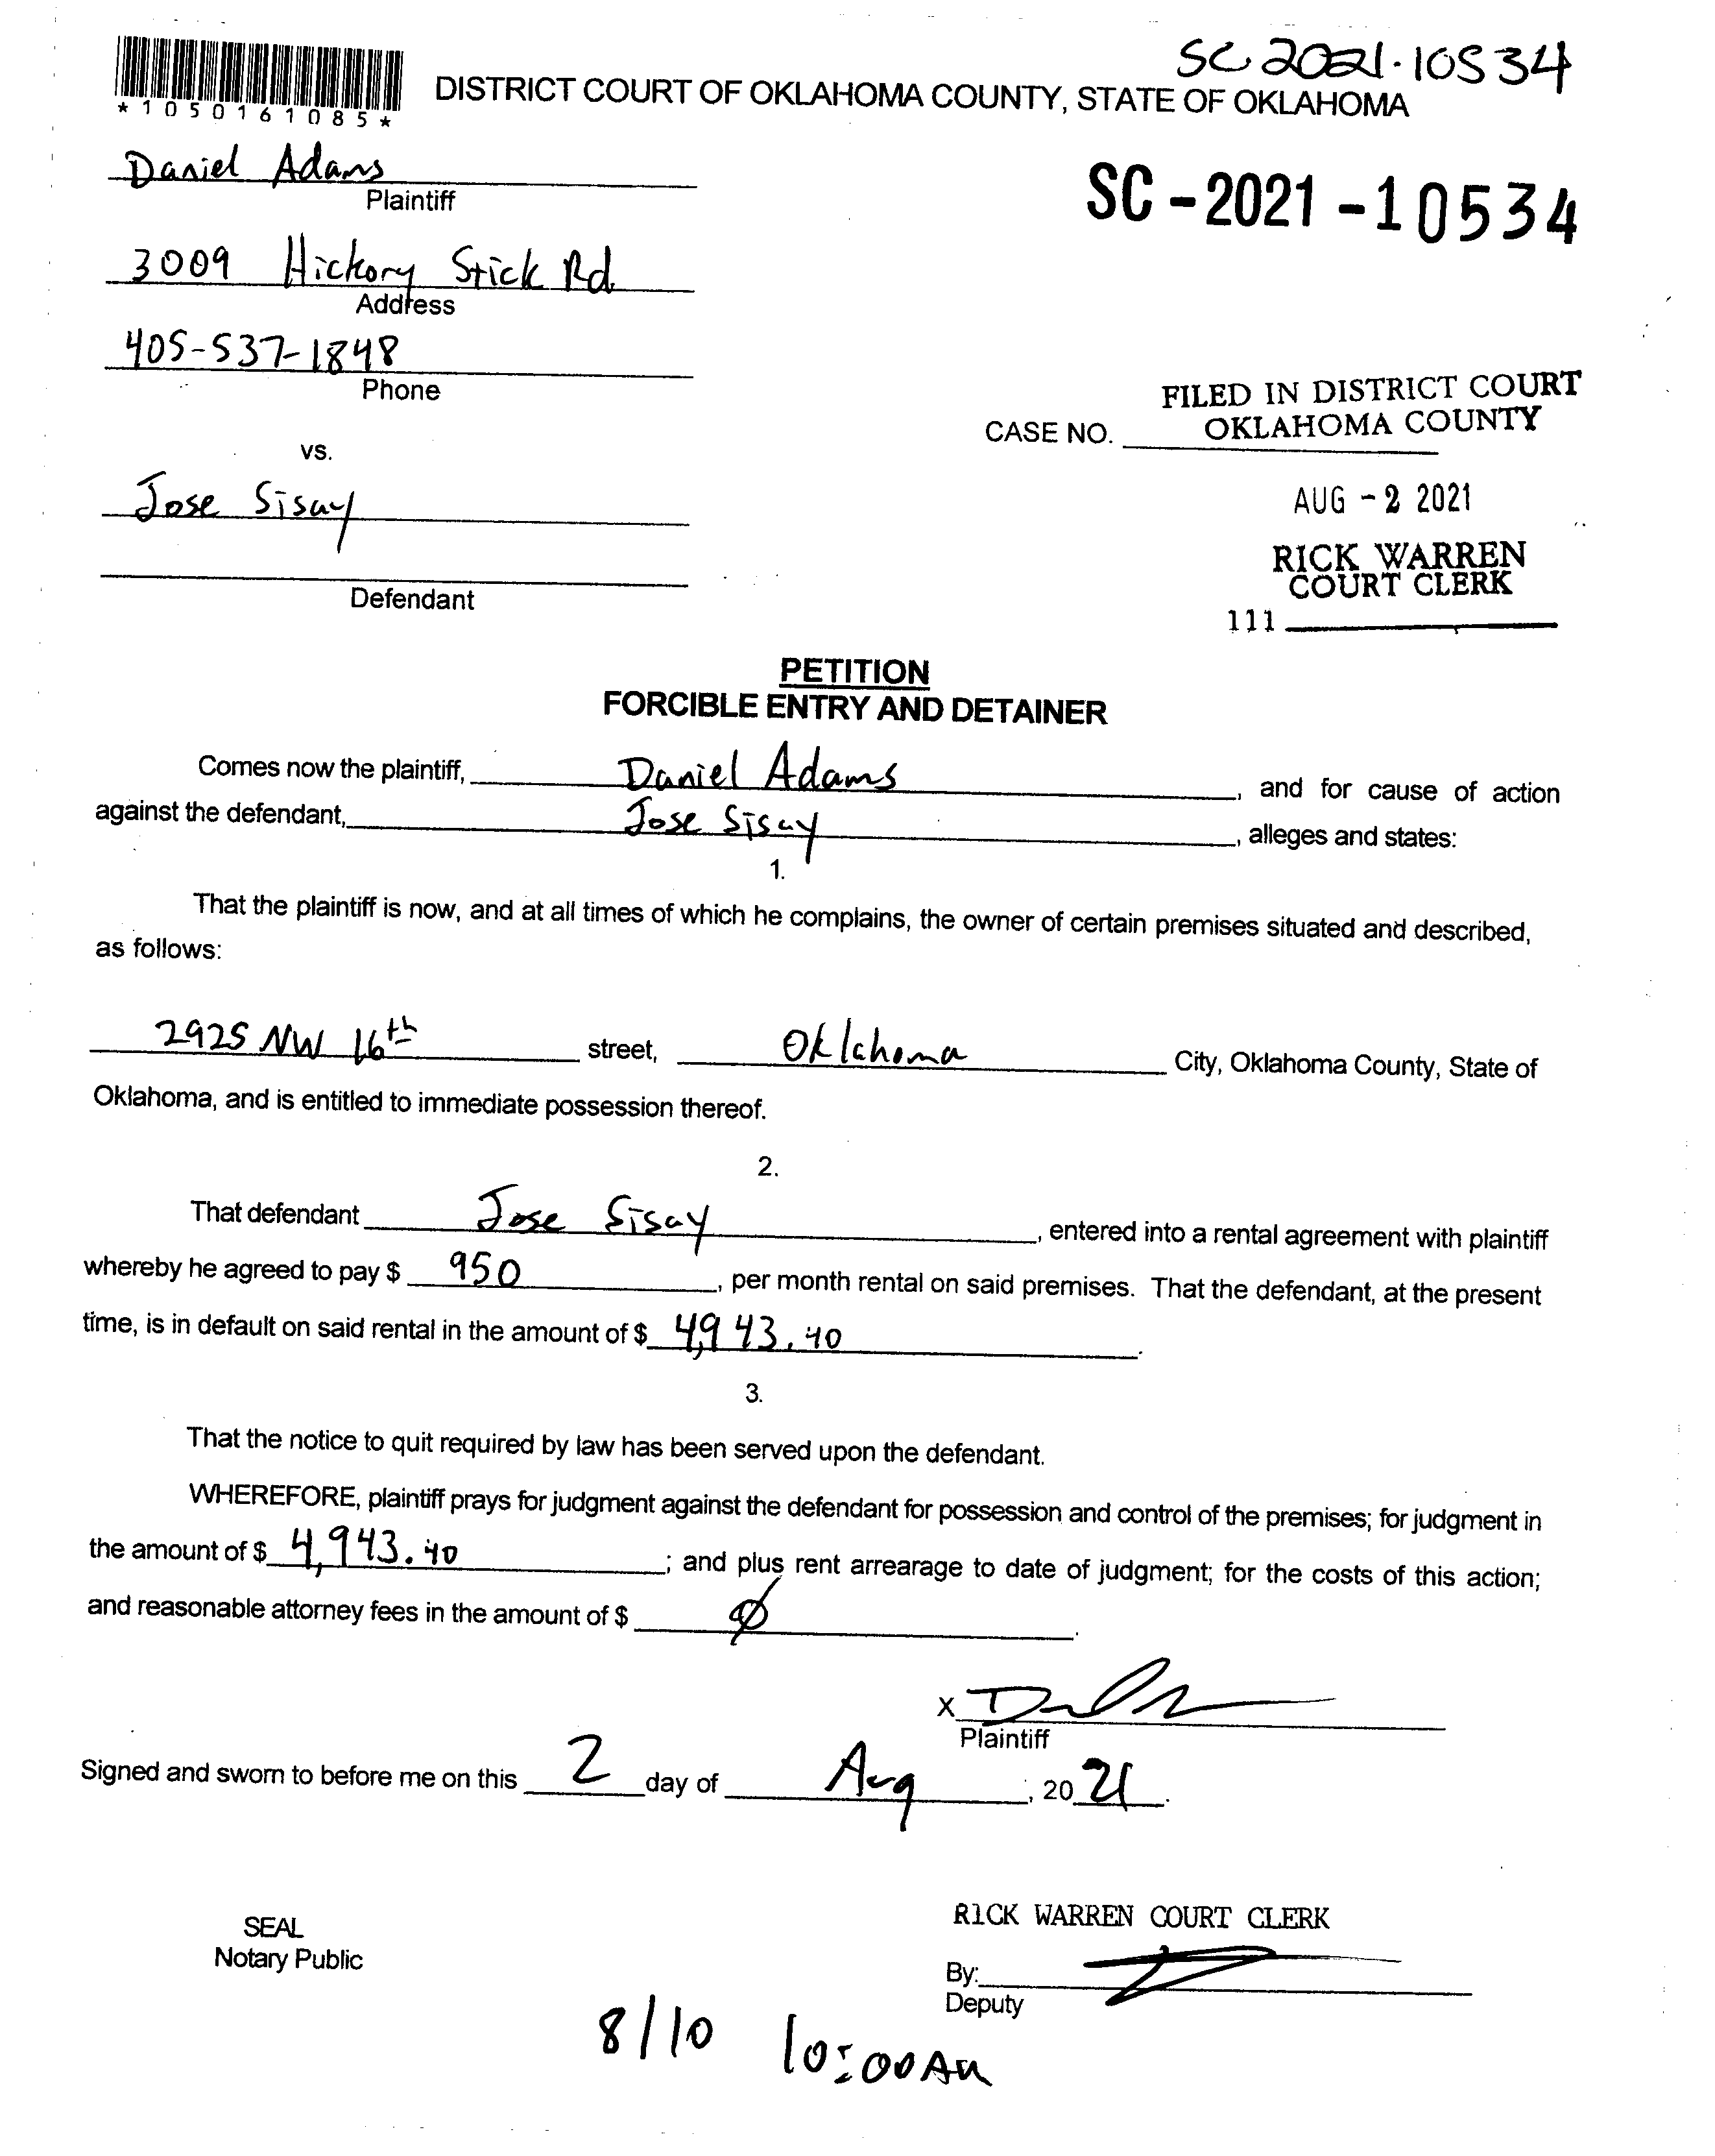 SC 2021-10534
*1050161085*
DISTRICT COURT OF OKLAHOMA COUNTY, STATE OF OKLAHOMA
Daniel Adams
Plaintiff
SC-2021-10534
3009 Hickory Stick Rd
Address
405-537-1848
Phone
FILED IN DISTRICT COURT
OKLAHOMA COUNTY
CASE NO.
vs.
AUG -2 2021
Jose Sisay
RICK WARREN
COURT CLERK
Defendant
111
PETITION
FORCIBLE ENTRY AND DETAINER
Comes now the plaintiff, Daniel Adams, and for cause of action
against the defendant, Jose Sisay, alleges and states:
1.
That the plaintiff is now, and at all times of which he complains, the owner of certain premises situated and described,
as follows:
2925 NW 16th street, Oklahoma City, Oklahoma County, State of
Oklahoma, and is entitled to immediate possession thereof.
2.
That defendant Jose Sisay, entered into a rental agreement with plaintiff
whereby he agreed to pay $ 950, per month rental on said premises. That the defendant, at the present
time, is in default on said rental in the amount of $ 4,943.40.
3.
That the notice to quit required by law has been served upon the defendant.
WHEREFORE, plaintiff prays for judgment against the defendant for possession and control of the premises; for judgment in
the amount of $ 4,943.40; and plus rent arrearage to date of judgment; for the costs of this action;
and reasonable attorney fees in the amount of $ ∅.
X
Plaintiff
Signed and sworn to before me on this 2 day of Aug, 2021.
RICK WARREN COURT CLERK
SEAL
Notary Public
By:
Deputy
8/10 10:00 AM